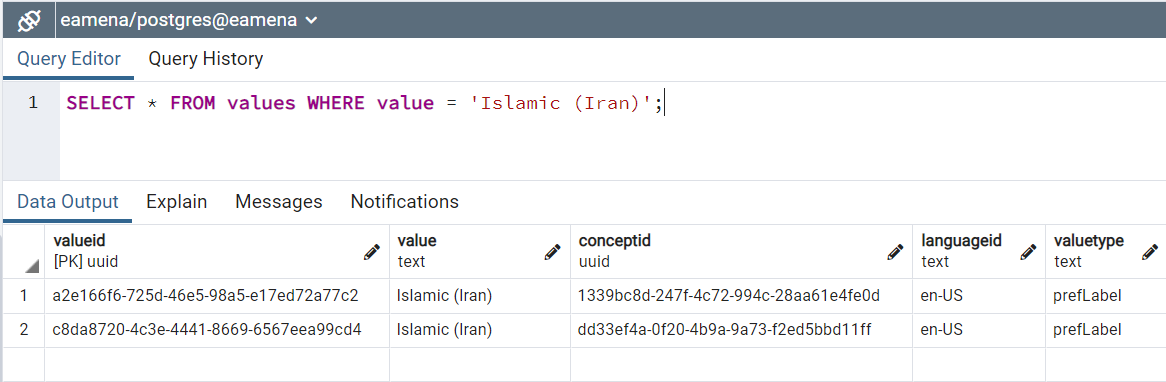 eamena/postgres@eamena
Query Editor Query History
1 SELECT * FROM values WHERE value = 'Islamic (Iran)';
Data Output Explain Messages Notifications
valueid value conceptid languageid valuetype
[PK] uuid text uuid text text
1 a2e166f6-725d-46e5-98a5-e17ed72a77c2 Islamic (Iran) 1339bc8d-247f-4c72-994c-28aa61e4fe0d en-US prefLabel
2 c8da8720-4c3e-4441-8669-6567eea99cd4 Islamic (Iran) dd33ef4a-0f20-4b9a-9a73-f2ed5bbd11ff en-US prefLabel